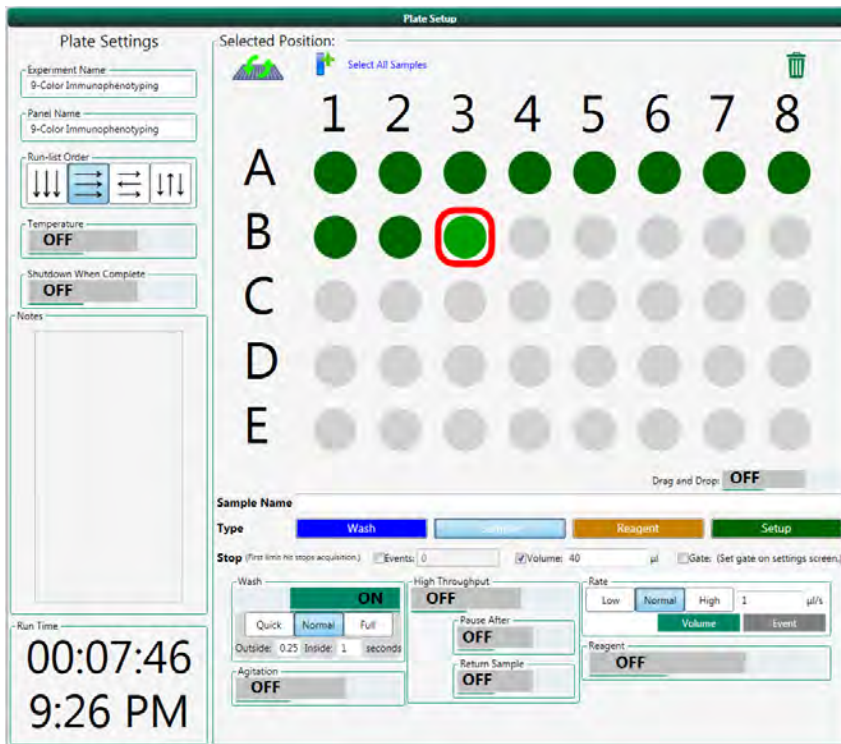 Plate Setup
Plate Settings
Experiment Name
9-Color Immunophenotyping
Panel Name
9-Color Immunophenotyping
Run-list Order
Temperature
OFF
Shutdown When Complete
OFF
Notes
Run Time
00:07:46
9:26 PM
Selected Position:
Select All Samples
1 2 3 4 5 6 7 8
A
B
C
D
E
Drag and Drop: OFF
Sample Name
Type Wash Sample Reagent Setup
Stop (First limit hit stops acquisition.) Events: 0 Volume: 40 µl Gate: (Set gate on settings screen.)
Wash
ON
Quick Normal Full
Outside: 0.25 Inside: 1 seconds
Agitation
OFF
High Throughput
OFF
Pause After
OFF
Return Sample
OFF
Rate
Low Normal High 1 µl/s
Volume Event
Reagent
OFF